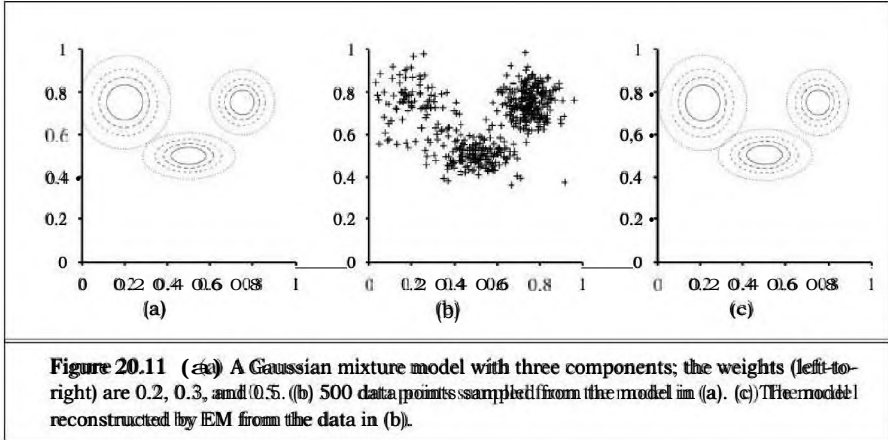 1 1 1
0.8 0.8 0.8
0.6 0.6 0.6
0.4 0.4 0.4
0.2 0.2 0.2
0 0 0
0 0.2 0.4 0.6 0.8 1 0 0.2 0.4 0.6 0.8 1 0 0.2 0.4 0.6 0.8 1
(a) (b) (c)
Figure 20.11 (a) A Gaussian mixture model with three components; the weights (left-to-
right) are 0.2, 0.3, and 0.5. (b) 500 data points sampled from the model in (a). (c) The model
reconstructed by EM from the data in (b).